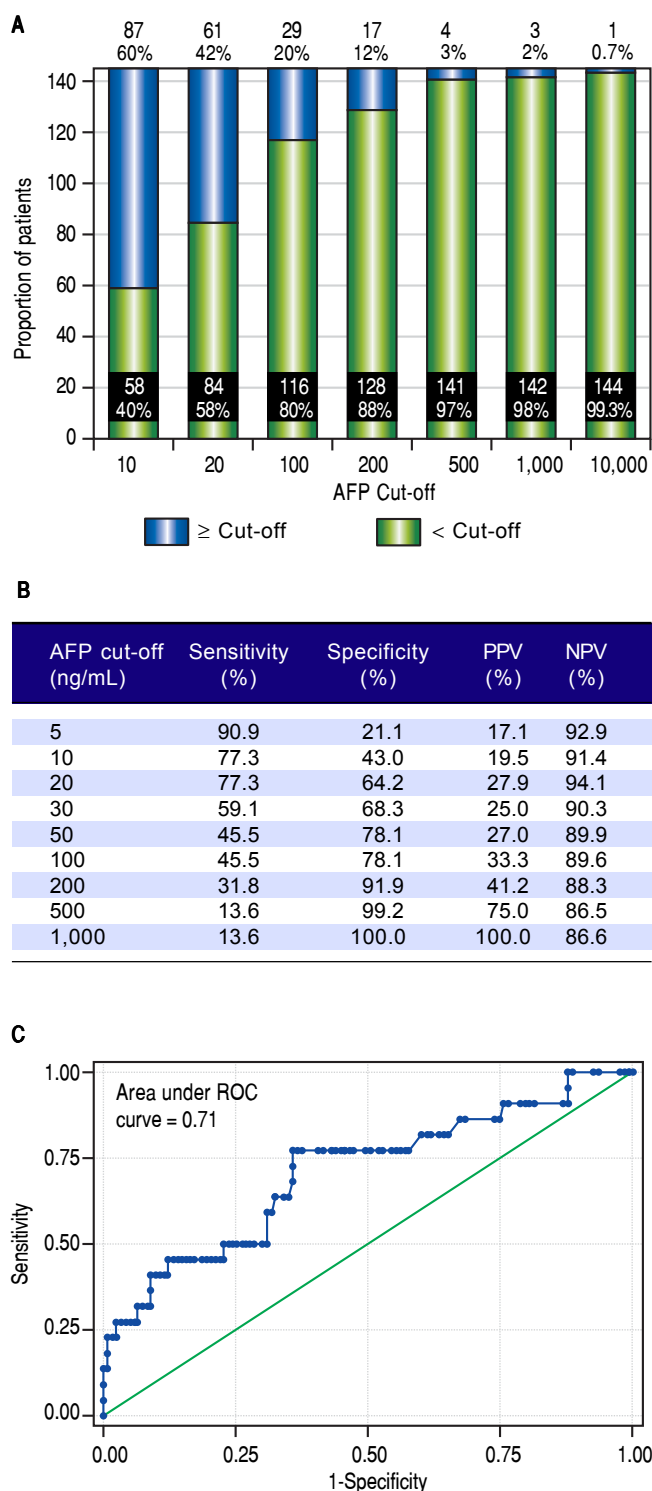 A
87 61 29 17 4 3 1
60% 42% 20% 12% 3% 2% 0.7%
140
120
100
80
60
40
20
0
Proportion of patients
58 84 116 128 141 142 144
40% 58% 80% 88% 97% 98% 99.3%
10 20 100 200 500 1,000 10,000
AFP Cut-off
≥ Cut-off < Cut-off
B
AFP cut-off Sensitivity Specificity PPV NPV
(ng/mL) (%) (%) (%) (%)
5 90.9 21.1 17.1 92.9
10 77.3 43.0 19.5 91.4
20 77.3 64.2 27.9 94.1
30 59.1 68.3 25.0 90.3
50 45.5 78.1 27.0 89.9
100 45.5 78.1 33.3 89.6
200 31.8 91.9 41.2 88.3
500 13.6 99.2 75.0 86.5
1,000 13.6 100.0 100.0 86.6
C
Area under ROC
curve = 0.71
1.00
0.75
0.50
0.25
0.00
Sensitivity
0.00 0.25 0.50 0.75 1.00
1-Specificity